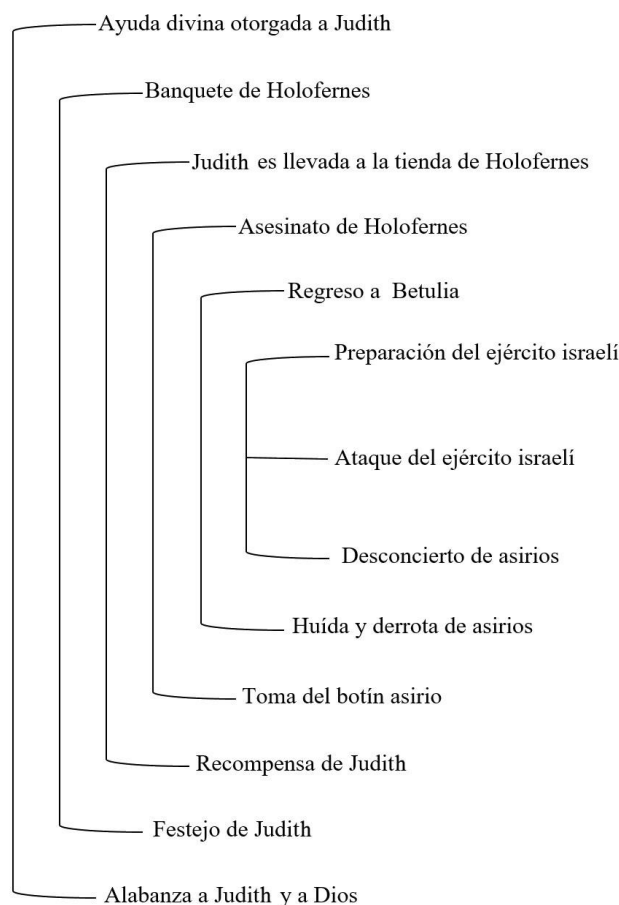 Ayuda divina otorgada a Judith
Banquete de Holofernes
Judith es llevada a la tienda de Holofernes
Asesinato de Holofernes
Regreso a Betulia
Preparación del ejército israelí
Ataque del ejército israelí
Desconcierto de asirios
Huída y derrota de asirios
Toma del botín asirio
Recompensa de Judith
Festejo de Judith
Alabanza a Judith y a Dios